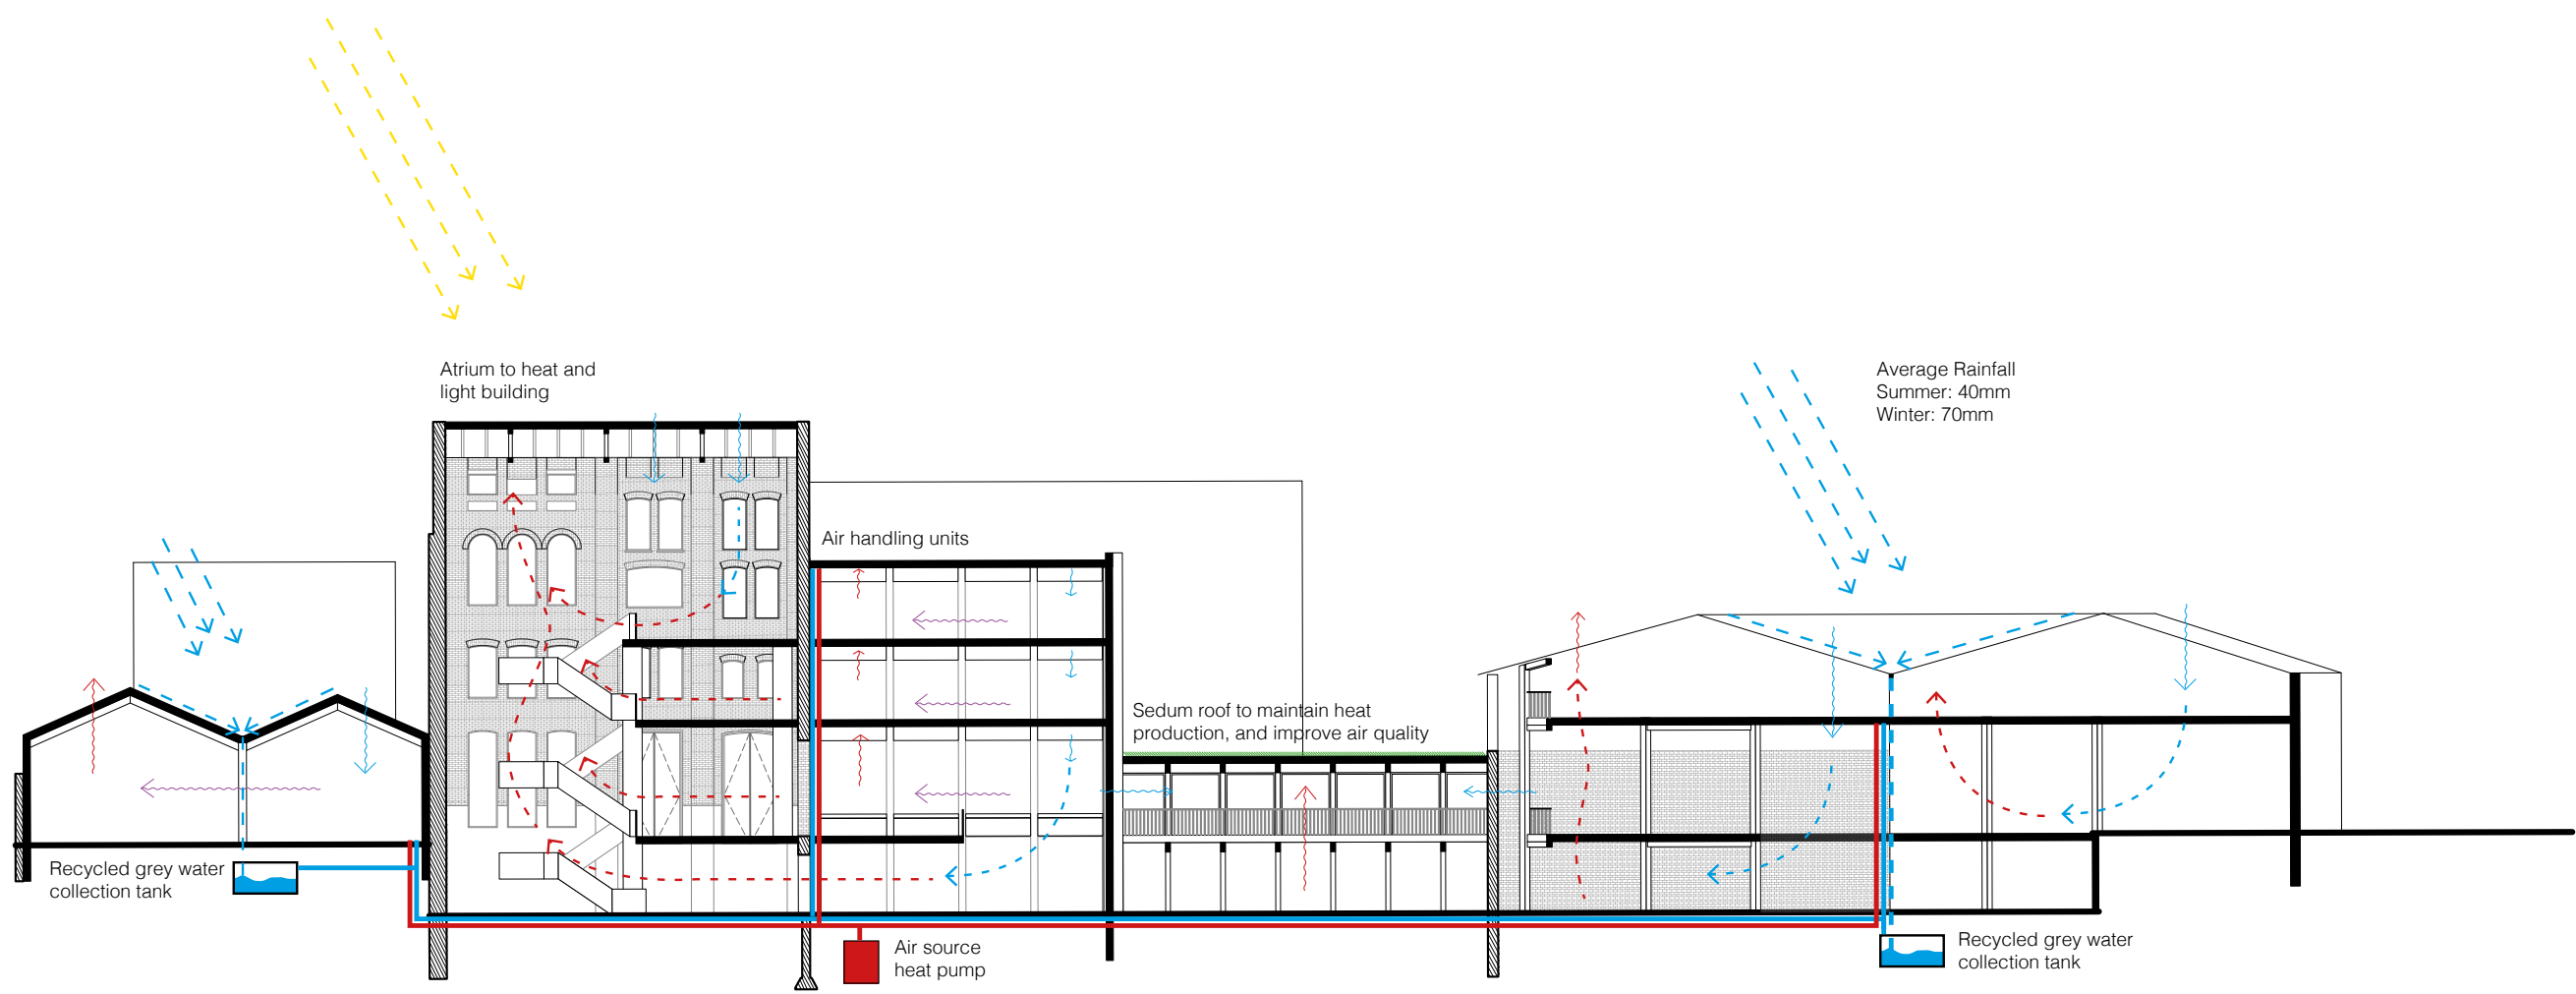 Atrium to heat and
light building
Average Rainfall
Summer: 40mm
Winter: 70mm
Air handling units
Sedum roof to maintain heat
production, and improve air quality
Recycled grey water
collection tank
Air source
heat pump
Recycled grey water
collection tank